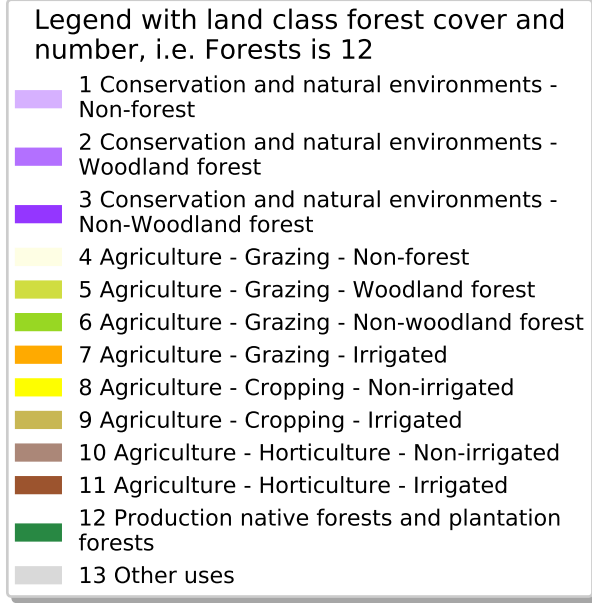 Legend with land class forest cover and
number, i.e. Forests is 12
1 Conservation and natural environments -
Non-forest
2 Conservation and natural environments -
Woodland forest
3 Conservation and natural environments -
Non-Woodland forest
4 Agriculture - Grazing - Non-forest
5 Agriculture - Grazing - Woodland forest
6 Agriculture - Grazing - Non-woodland forest
7 Agriculture - Grazing - Irrigated
8 Agriculture - Cropping - Non-irrigated
9 Agriculture - Cropping - Irrigated
10 Agriculture - Horticulture - Non-irrigated
11 Agriculture - Horticulture - Irrigated
12 Production native forests and plantation
forests
13 Other uses